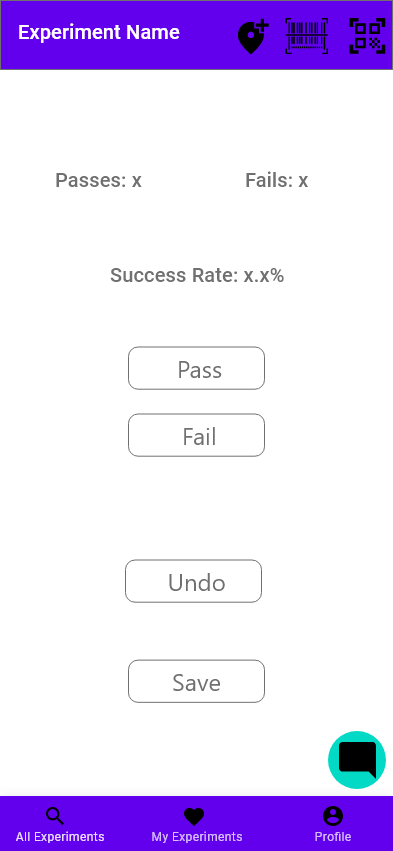 Experiment Name
Passes: x Fails: x
Success Rate: x.x%
Pass
Fail
Undo
Save
All Experiments My Experiments Profile